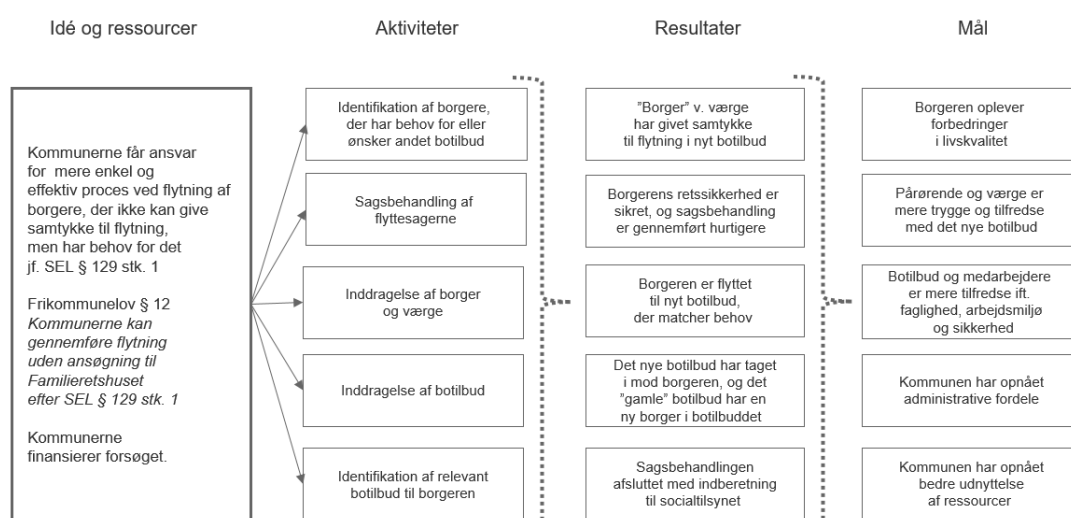 Idé og ressourcer
Aktiviteter
Resultater
Mål
Kommunerne får ansvar
for mere enkel og
effektiv proces ved flytning af
borgere, der ikke kan give
samtykke til flytning,
men har behov for det
jf. SEL § 129 stk. 1
Frikommunelov § 12
Kommunerne kan
gennemføre flytning
uden ansøgning til
Familieretshuset
efter SEL § 129 stk. 1
Kommunerne
finansierer forsøget.
Identifikation af borgere,
der har behov for eller
ønsker andet botilbud
Sagsbehandling af
flyttesagerne
Inddragelse af borger
og værge
Inddragelse af botilbud
Identifikation af relevant
botilbud til borgeren
”Borger” v. værge
har givet samtykke
til flytning i nyt botilbud
Borgerens retssikkerhed er
sikret, og sagsbehandling
er gennemført hurtigere
Borgeren er flyttet
til nyt botilbud,
der matcher behov
Det nye botilbud har taget
i mod borgeren, og det
”gamle” botilbud har en
ny borger i botilbuddet
Sagsbehandlingen
afsluttet med indberetning
til socialtilsynet
Borgeren oplever
forbedringer
i livskvalitet
Pårørende og værge er
mere trygge og tilfredse
med det nye botilbud
Botilbud og medarbejdere
er mere tilfredse ift.
faglighed, arbejdsmiljø
og sikkerhed
Kommunen har opnået
administrative fordele
Kommunen har opnået
bedre udnyttelse
af ressourcer